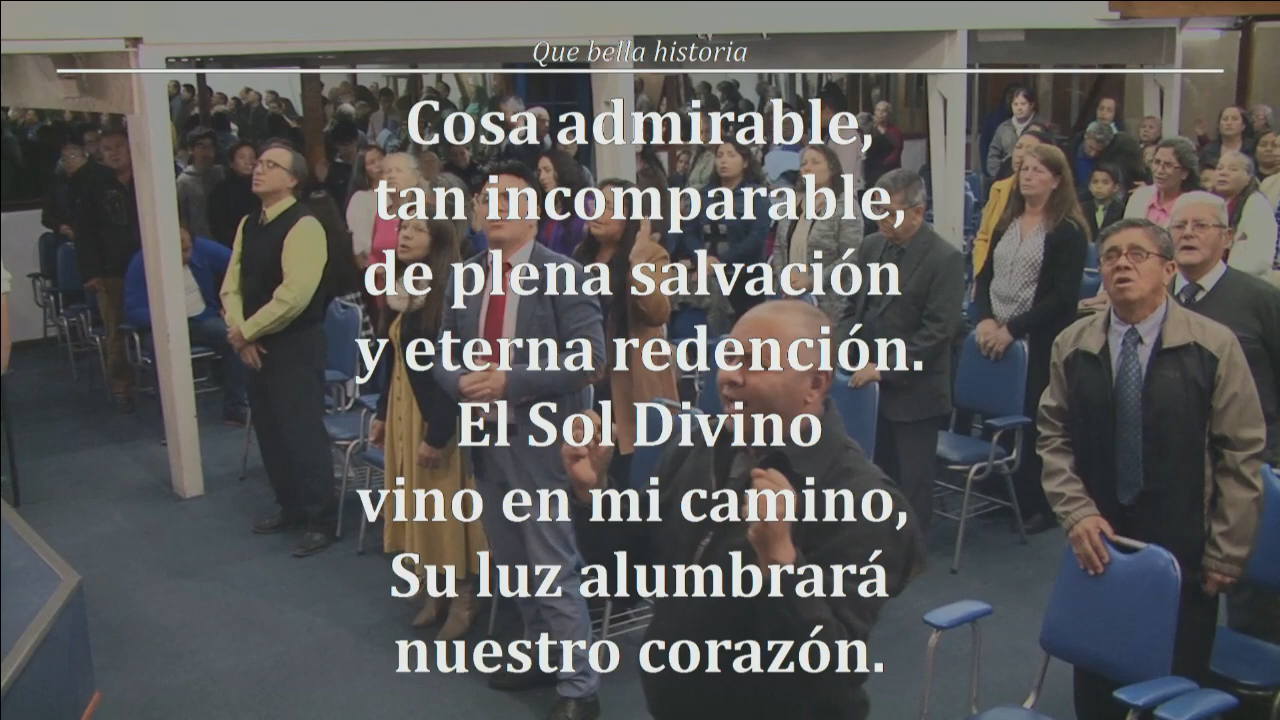 Que bella historia
Cosa admirable,
tan incomparable,
de plena salvación
y eterna redención.
El Sol Divino
vino en mi camino,
Su luz alumbrará
nuestro corazón.